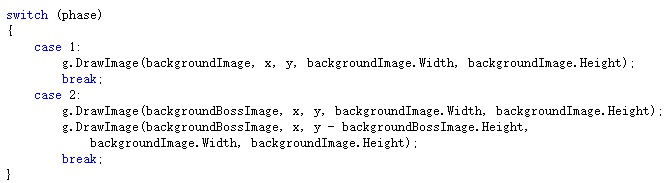 switch (phase)
{
    case 1:
        g.DrawImage(backgroundImage, x, y, backgroundImage.Width, backgroundImage.Height);
        break;
    case 2:
        g.DrawImage(backgroundBossImage, x, y, backgroundImage.Width, backgroundImage.Height);
        g.DrawImage(backgroundBossImage, x, y - backgroundBossImage.Height,
            backgroundImage.Width, backgroundImage.Height);
        break;
}